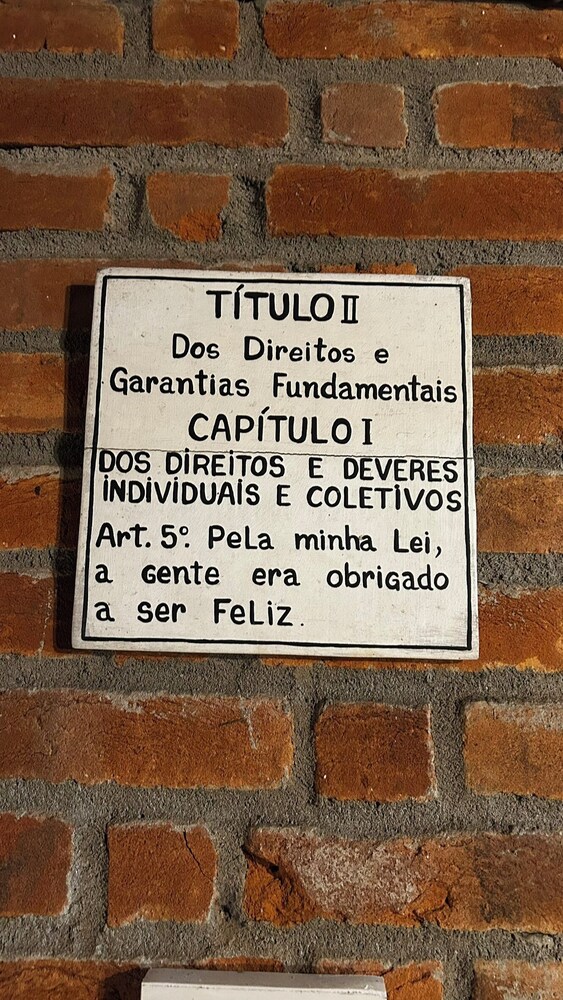 TÍTULO II
Dos Direitos e
Garantias Fundamentais
CAPÍTULO I
DOS DIREITOS E DEVERES
INDIVIDUAIS E COLETIVOS
Art. 5º. Pela minha Lei,
a gente era obrigado
a ser Feliz.